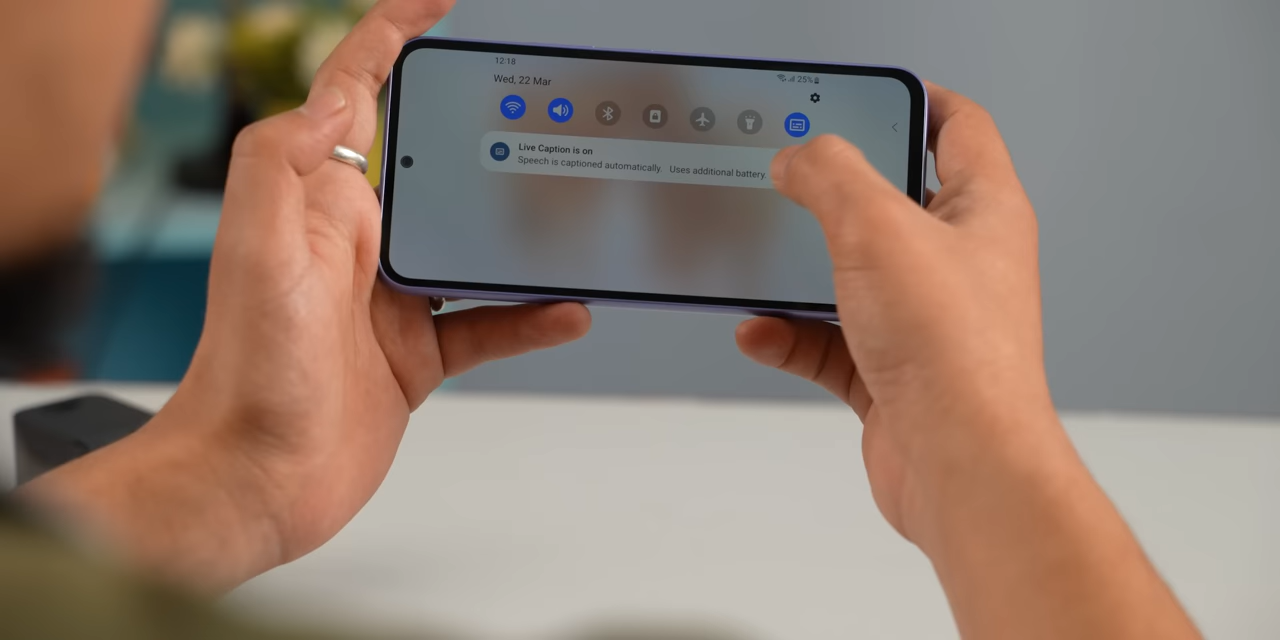 12:18
25%
Wed, 22 Mar
Live Caption is on
Speech is captioned automatically. Uses additional battery.